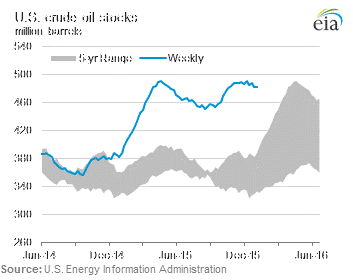 U.S. crude oil stocks
million barrels
eia
540
5-yr Range
Weekly
500
460
420
380
340
300
260
Jun-14
Dec-14
Jun-15
Dec-15
Jun-16
Source: U.S. Energy Information Administration